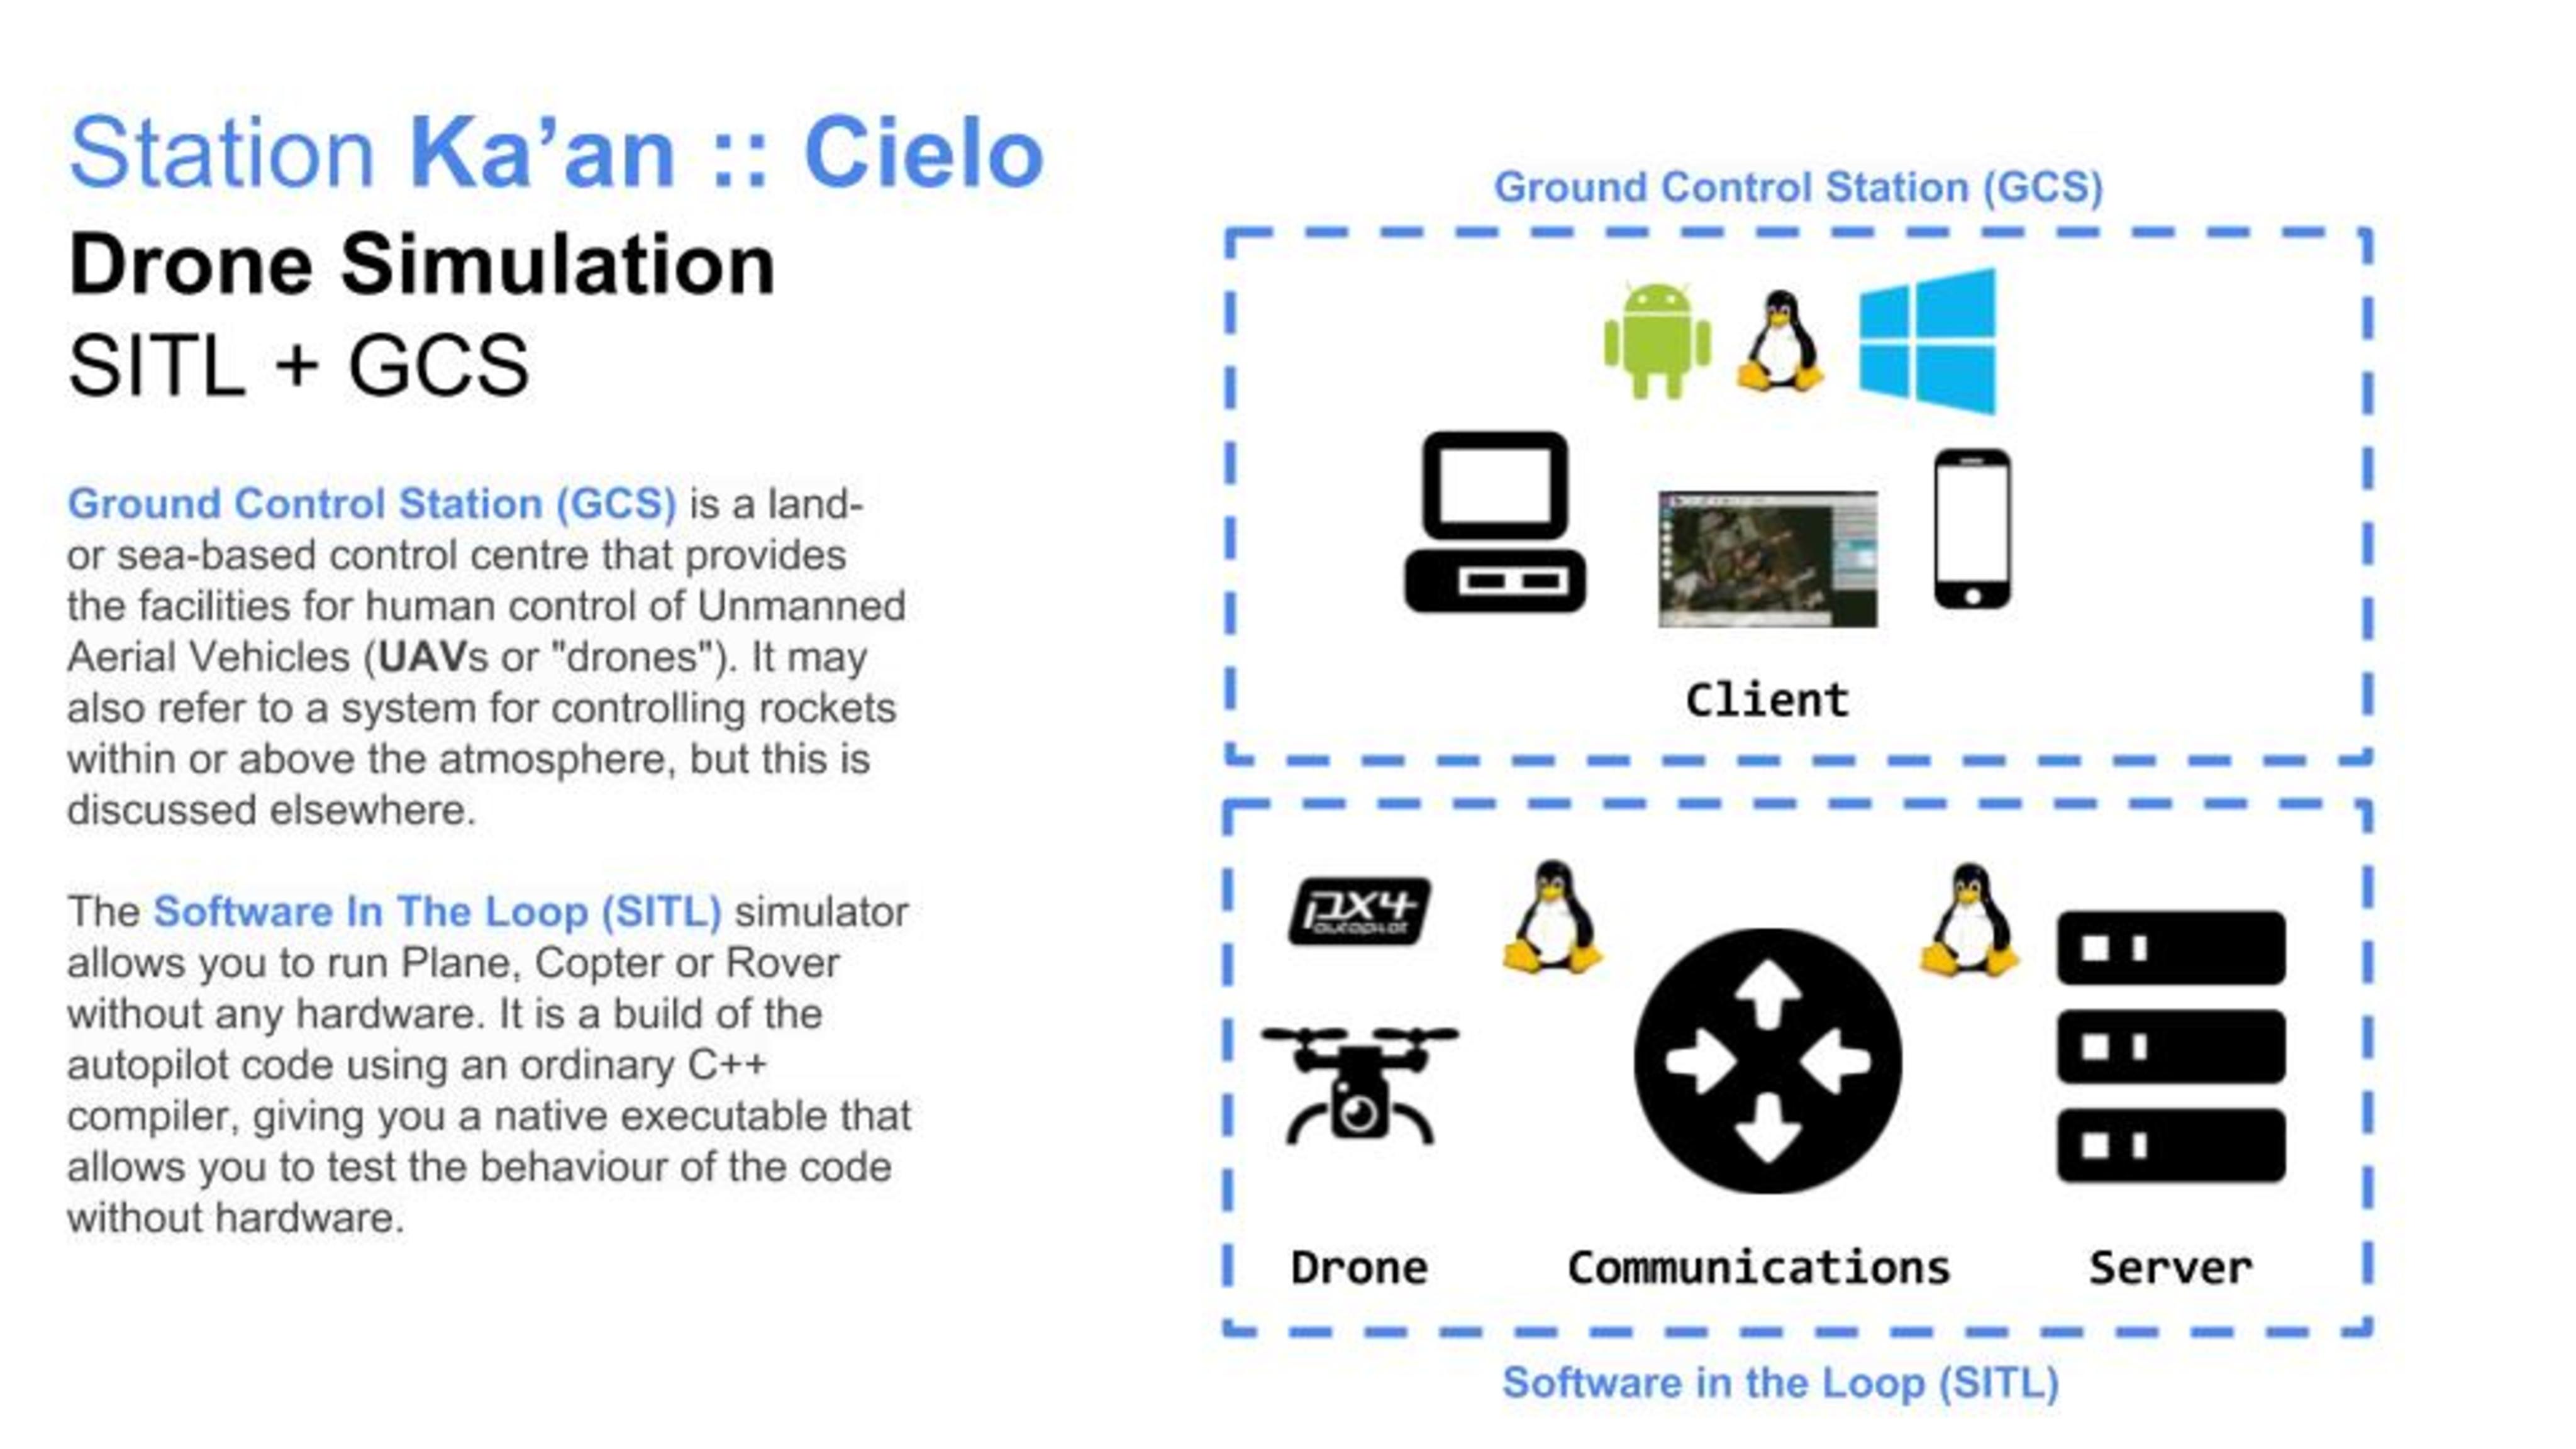 Station Ka’an :: Cielo
Drone Simulation
SITL + GCS
Ground Control Station (GCS) is a land-
or sea-based control centre that provides
the facilities for human control of Unmanned
Aerial Vehicles (UAVs or "drones"). It may
also refer to a system for controlling rockets
within or above the atmosphere, but this is
discussed elsewhere.
The Software In The Loop (SITL) simulator
allows you to run Plane, Copter or Rover
without any hardware. It is a build of the
autopilot code using an ordinary C++
compiler, giving you a native executable that
allows you to test the behaviour of the code
without hardware.
Ground Control Station (GCS)
Client
px4
autopilot
Drone
Communications
Server
Software in the Loop (SITL)